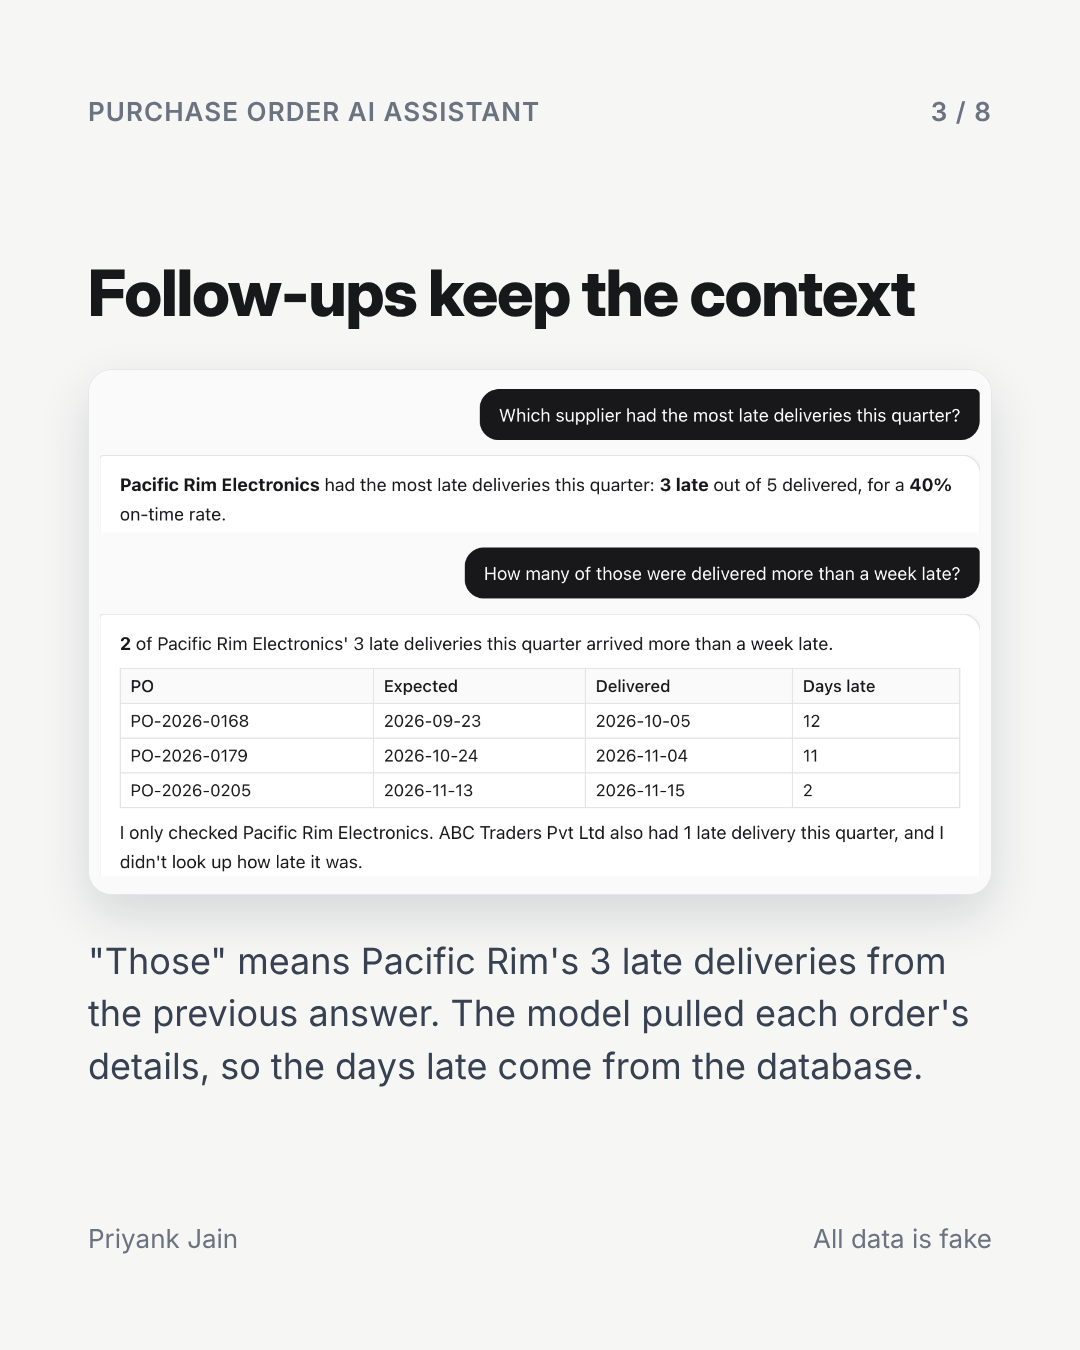 PURCHASE ORDER AI ASSISTANT
3 / 8
Follow-ups keep the context
Which supplier had the most late deliveries this quarter?
Pacific Rim Electronics had the most late deliveries this quarter: 3 late out of 5 delivered, for a 40%
on-time rate.
How many of those were delivered more than a week late?
2 of Pacific Rim Electronics' 3 late deliveries this quarter arrived more than a week late.
PO Expected Delivered Days late
PO-2026-0168 2026-09-23 2026-10-05 12
PO-2026-0179 2026-10-24 2026-11-04 11
PO-2026-0205 2026-11-13 2026-11-15 2
I only checked Pacific Rim Electronics. ABC Traders Pvt Ltd also had 1 late delivery this quarter, and I
didn't look up how late it was.
"Those" means Pacific Rim's 3 late deliveries from
the previous answer. The model pulled each order's
details, so the days late come from the database.
Priyank Jain
All data is fake